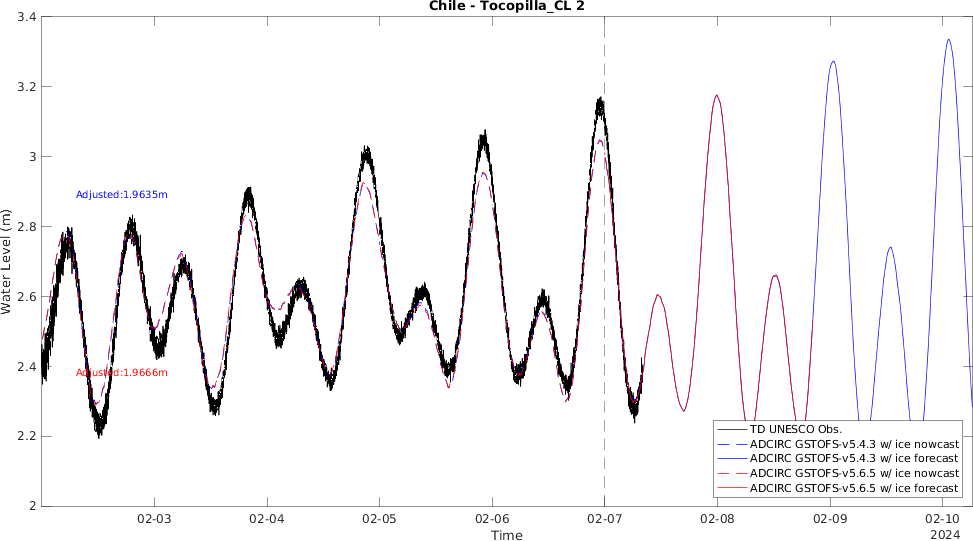 Chile - Tocopilla_CL 2
3.4
3.2
3
2.8
2.6
2.4
2.2
2
Water Level (m)
Adjusted:1.9635m
Adjusted:1.9666m
TD UNESCO Obs.
ADCIRC GSTOFS-v5.4.3 w/ ice nowcast
ADCIRC GSTOFS-v5.4.3 w/ ice forecast
ADCIRC GSTOFS-v5.6.5 w/ ice nowcast
ADCIRC GSTOFS-v5.6.5 w/ ice forecast
02-03 02-04 02-05 02-06 02-07 02-08 02-09 02-10
Time 2024